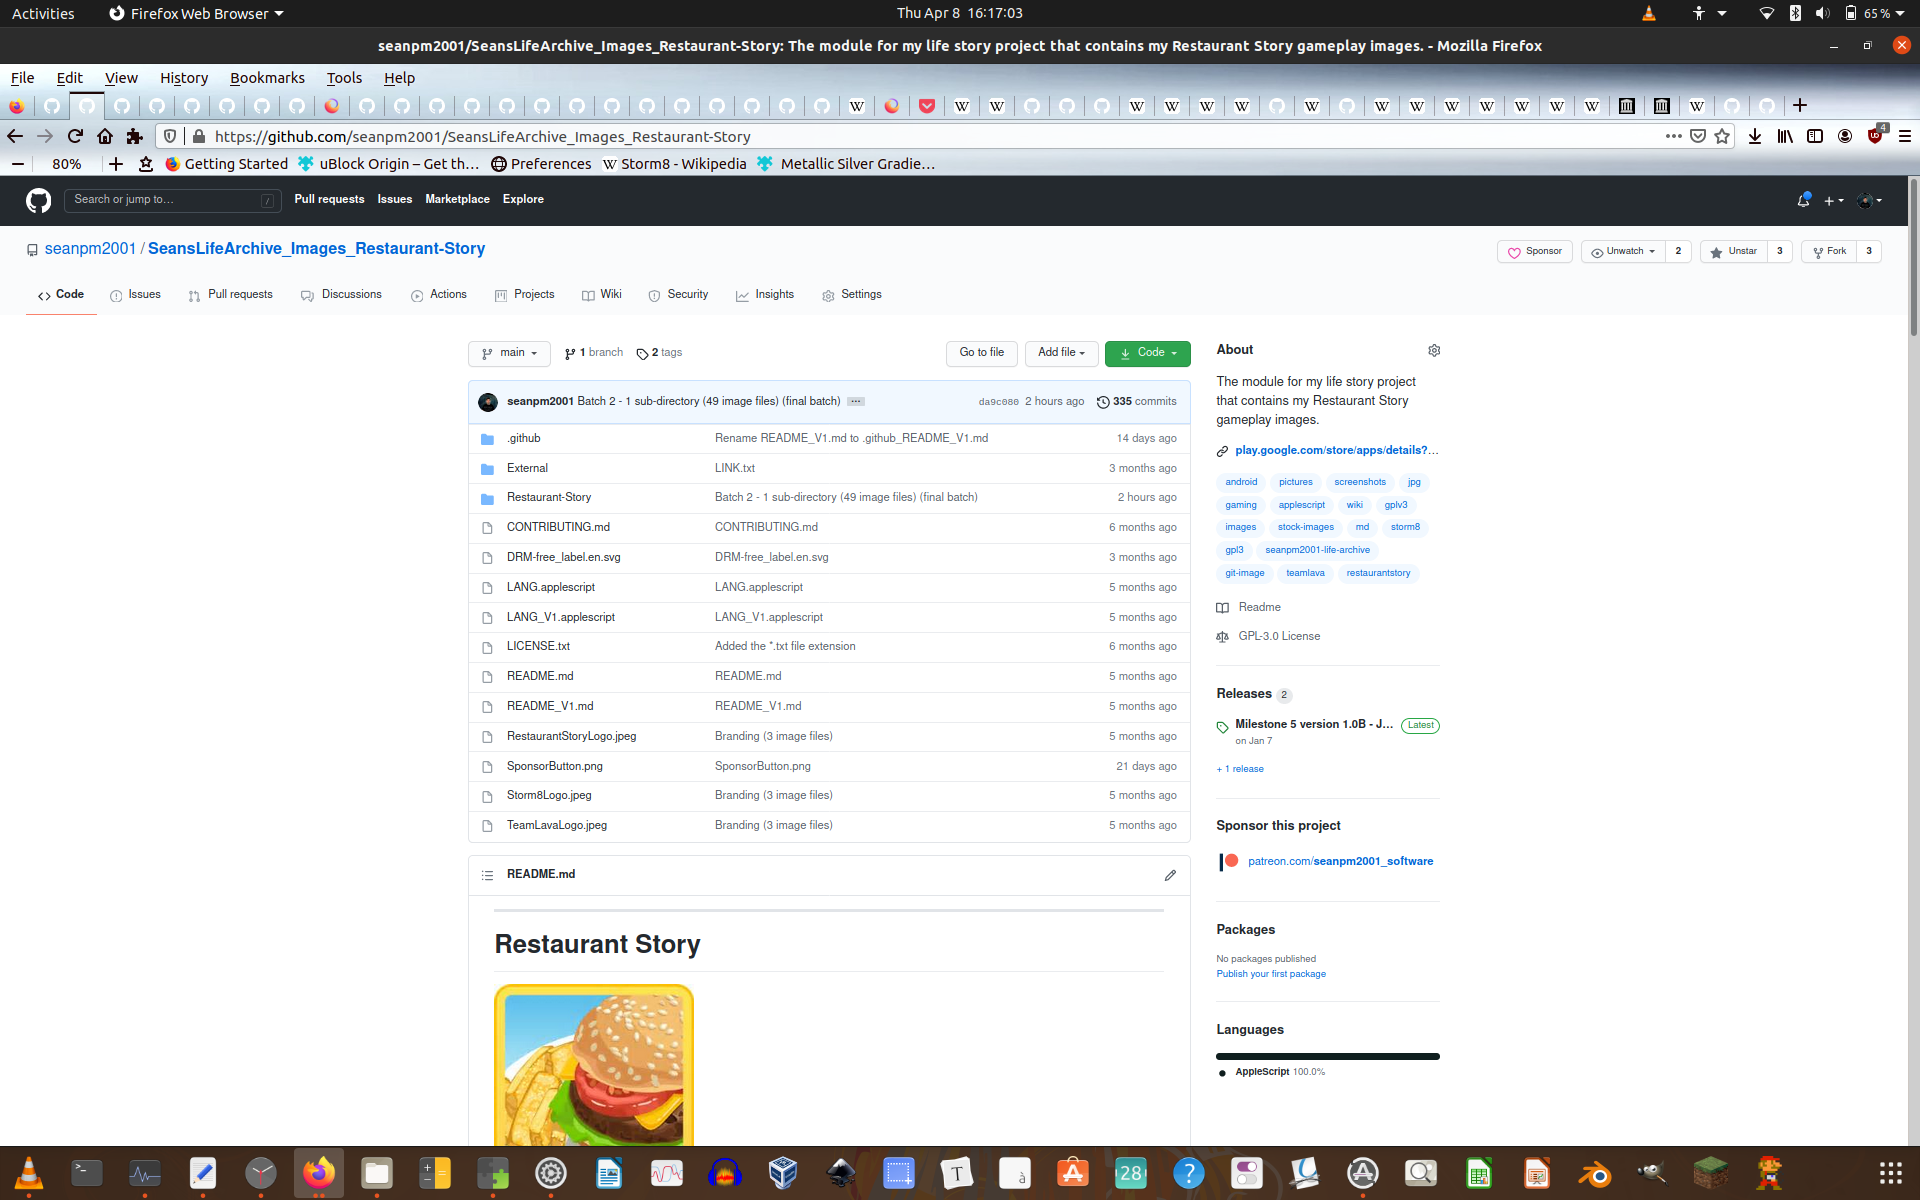 Activities Firefox Web Browser Thu Apr 8 16:17:03 65 %
seanpm2001/SeansLifeArchive_Images_Restaurant-Story: The module for my life story project that contains my Restaurant Story gameplay images. - Mozilla Firefox
File Edit View History Bookmarks Tools Help
https://github.com/seanpm2001/SeansLifeArchive_Images_Restaurant-Story 4
80% Getting Started uBlock Origin – Get th… Preferences Storm8 - Wikipedia Metallic Silver Gradie…
Search or jump to… / Pull requests Issues Marketplace Explore
seanpm2001 / SeansLifeArchive_Images_Restaurant-Story Sponsor Unwatch 2 Unstar 3 Fork 3
Code Issues Pull requests Discussions Actions Projects Wiki Security Insights Settings
main 1 branch 2 tags Go to file Add file Code
seanpm2001 Batch 2 - 1 sub-directory (49 image files) (final batch) … da9c080 2 hours ago 335 commits
.github Rename README_V1.md to .github_README_V1.md 14 days ago
External LINK.txt 3 months ago
Restaurant-Story Batch 2 - 1 sub-directory (49 image files) (final batch) 2 hours ago
CONTRIBUTING.md CONTRIBUTING.md 6 months ago
DRM-free_label.en.svg DRM-free_label.en.svg 3 months ago
LANG.applescript LANG.applescript 5 months ago
LANG_V1.applescript LANG_V1.applescript 5 months ago
LICENSE.txt Added the *.txt file extension 6 months ago
README.md README.md 5 months ago
README_V1.md README_V1.md 5 months ago
RestaurantStoryLogo.jpeg Branding (3 image files) 5 months ago
SponsorButton.png SponsorButton.png 21 days ago
Storm8Logo.jpeg Branding (3 image files) 5 months ago
TeamLavaLogo.jpeg Branding (3 image files) 5 months ago
README.md
Restaurant Story
About
The module for my life story project
that contains my Restaurant Story
gameplay images.
play.google.com/store/apps/details?…
android pictures screenshots jpg
gaming applescript wiki gplv3
images stock-images md storm8
gpl3 seanpm2001-life-archive
git-image teamlava restaurantstory
Readme
GPL-3.0 License
Releases 2
Milestone 5 version 1.0B - J… Latest
on Jan 7
+ 1 release
Sponsor this project
patreon.com/seanpm2001_software
Packages
No packages published
Publish your first package
Languages
AppleScript 100.0%